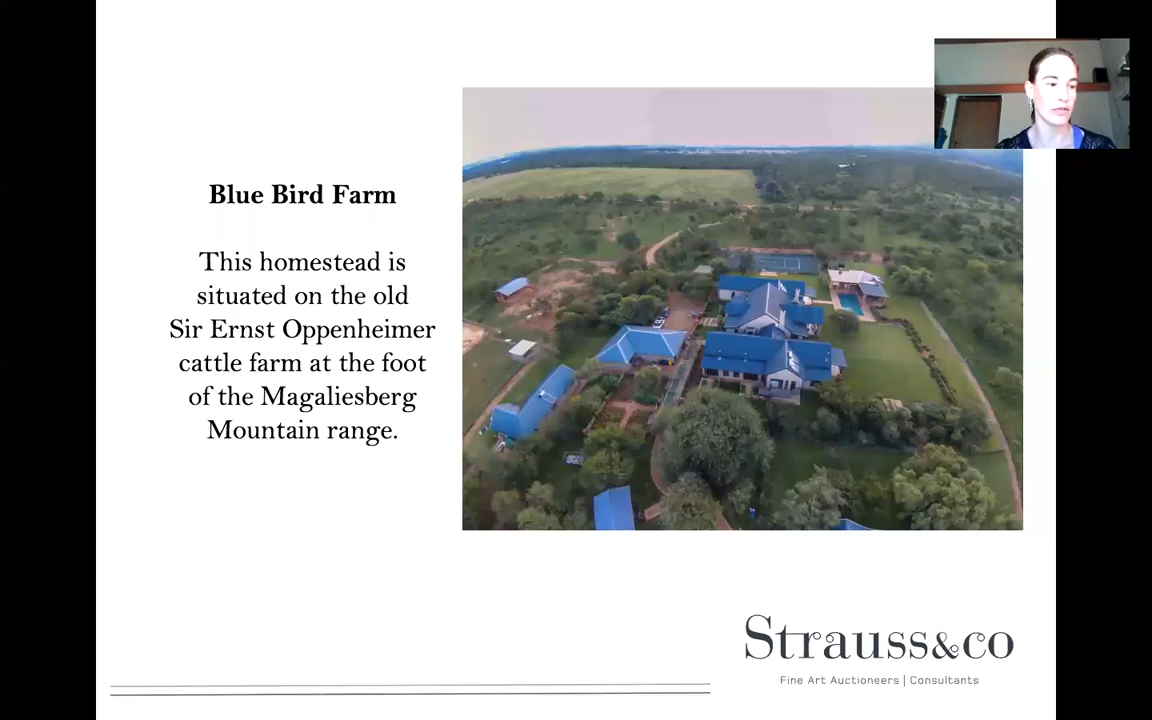 Blue Bird Farm
This homestead is
situated on the old
Sir Ernst Oppenheimer
cattle farm at the foot
of the Magaliesberg
Mountain range.
Strauss&co
Fine Art Auctioneers | Consultants